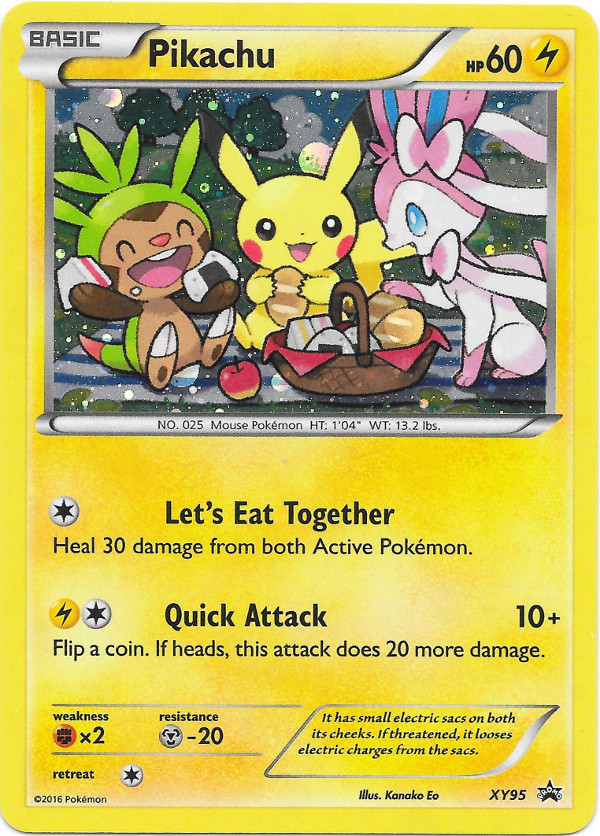 BASIC
Pikachu
HP60
NO. 025 Mouse Pokémon HT: 1'04" WT: 13.2 lbs.
Let's Eat Together
Heal 30 damage from both Active Pokémon.
Quick Attack 10+
Flip a coin. If heads, this attack does 20 more damage.
weakness resistance
×2 -20
It has small electric sacs on both
its cheeks. If threatened, it looses
electric charges from the sacs.
retreat
©2016 Pokémon Illus. Kanako Eo XY95
PROMO